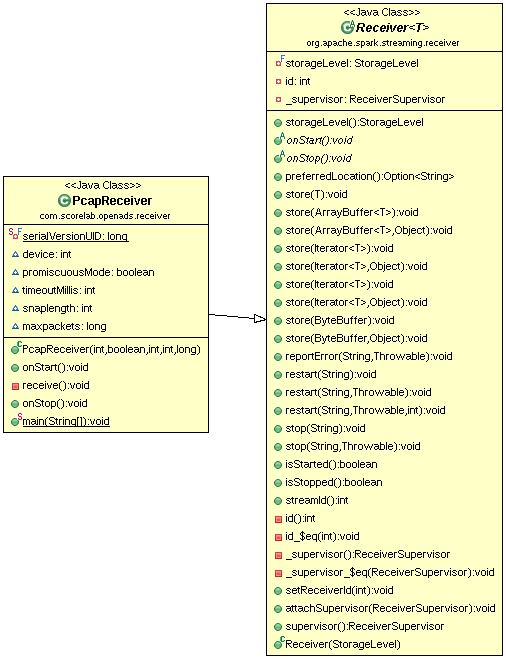 <<Java Class>>
PcapReceiver
com.scorelab.openads.receiver
serialVersionUID: long
device: int
promiscuousMode: boolean
timeoutMillis: int
snaplength: int
maxpackets: long
PcapReceiver(int,boolean,int,int,long)
onStart():void
receive():void
onStop():void
main(String[]):void
<<Java Class>>
Receiver<T>
org.apache.spark.streaming.receiver
storageLevel: StorageLevel
id: int
_supervisor: ReceiverSupervisor
storageLevel():StorageLevel
onStart():void
onStop():void
preferredLocation():Option<String>
store(T):void
store(ArrayBuffer<T>):void
store(ArrayBuffer<T>,Object):void
store(Iterator<T>):void
store(Iterator<T>,Object):void
store(Iterator<T>):void
store(Iterator<T>,Object):void
store(ByteBuffer):void
store(ByteBuffer,Object):void
reportError(String,Throwable):void
restart(String):void
restart(String,Throwable):void
restart(String,Throwable,int):void
stop(String):void
stop(String,Throwable):void
isStarted():boolean
isStopped():boolean
streamId():int
id():int
id_$eq(int):void
_supervisor():ReceiverSupervisor
_supervisor_$eq(ReceiverSupervisor):void
setReceiverId(int):void
attachSupervisor(ReceiverSupervisor):void
supervisor():ReceiverSupervisor
Receiver(StorageLevel)